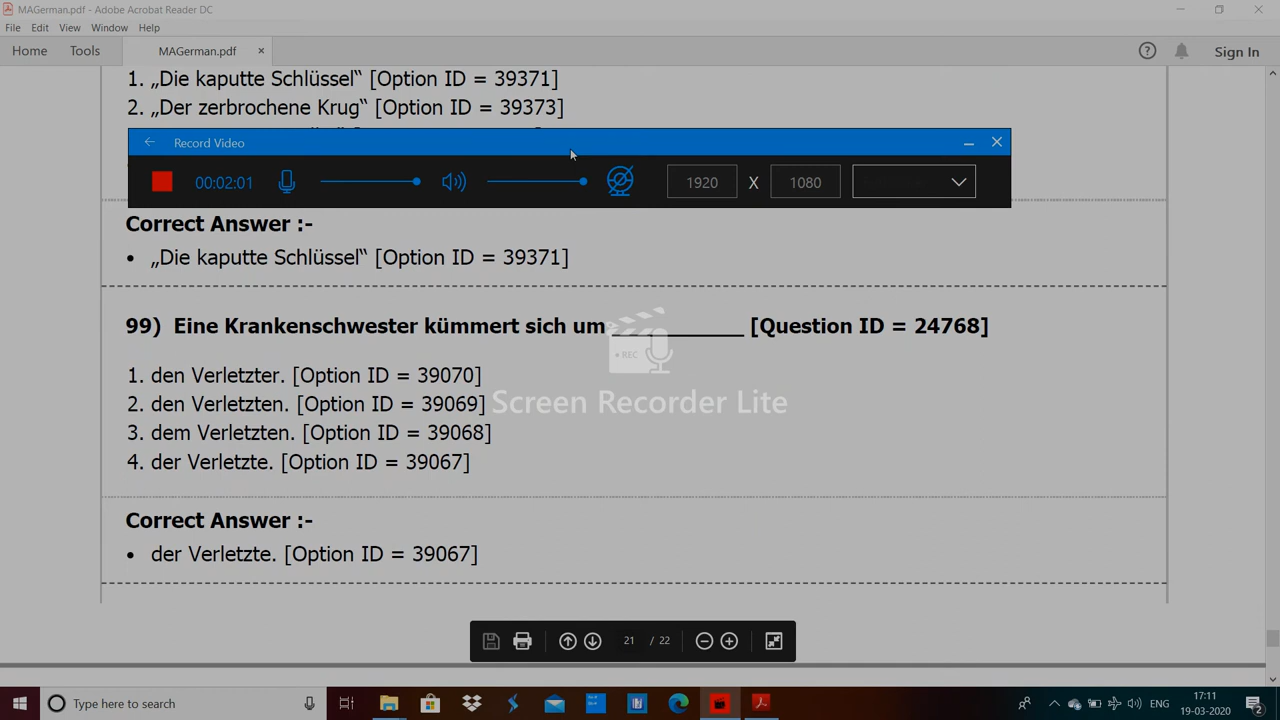 MAGerman.pdf - Adobe Acrobat Reader DC
File Edit View Window Help
Home Tools MAGerman.pdf × Sign In
1. „Die kaputte Schlüssel“ [Option ID = 39371]
2. „Der zerbrochene Krug“ [Option ID = 39373]
Record Video
00:02:01 1920 X 1080
Correct Answer :-
• „Die kaputte Schlüssel“ [Option ID = 39371]
99) Eine Krankenschwester kümmert sich um ____________ [Question ID = 24768]
REC
1. den Verletzter. [Option ID = 39070]
2. den Verletzten. [Option ID = 39069]
Screen Recorder Lite
3. dem Verletzten. [Option ID = 39068]
4. der Verletzte. [Option ID = 39067]
Correct Answer :-
• der Verletzte. [Option ID = 39067]
21 / 22
Type here to search
ENG
17:11
19-03-2020
2